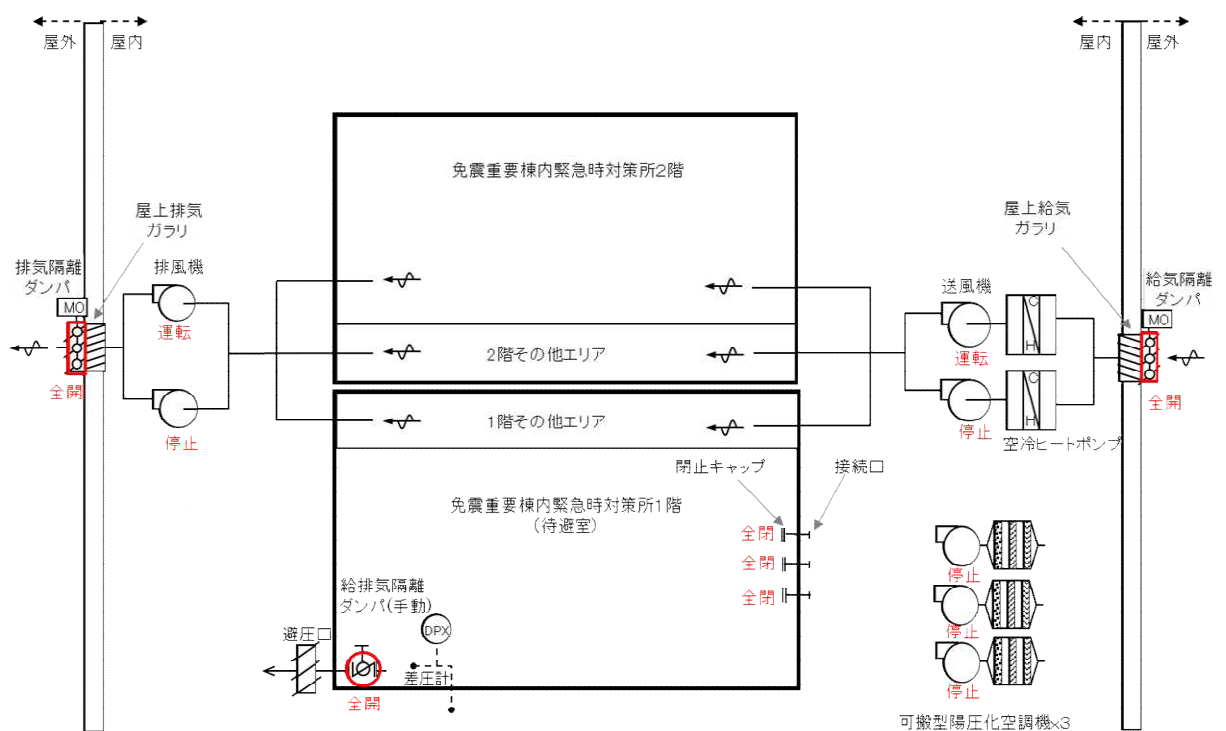 屋外
屋内
屋内
屋外
免震重要棟内緊急時対策所2階
屋上排気
ガラリ
屋上給気
ガラリ
排気隔離
ダンパ
MO
排風機
運転
停止
全開
送風機
運転
停止
C
H
C
H
空冷ヒートポンプ
給気隔離
ダンパ
MO
全開
2階その他エリア
1階その他エリア
閉止キャップ
接続口
免震重要棟内緊急時対策所1階
(待避室)
全閉
全閉
全閉
給排気隔離
ダンパ(手動)
避圧口
DPX
差圧計
全開
停止
停止
停止
可搬型陽圧化空調機×3